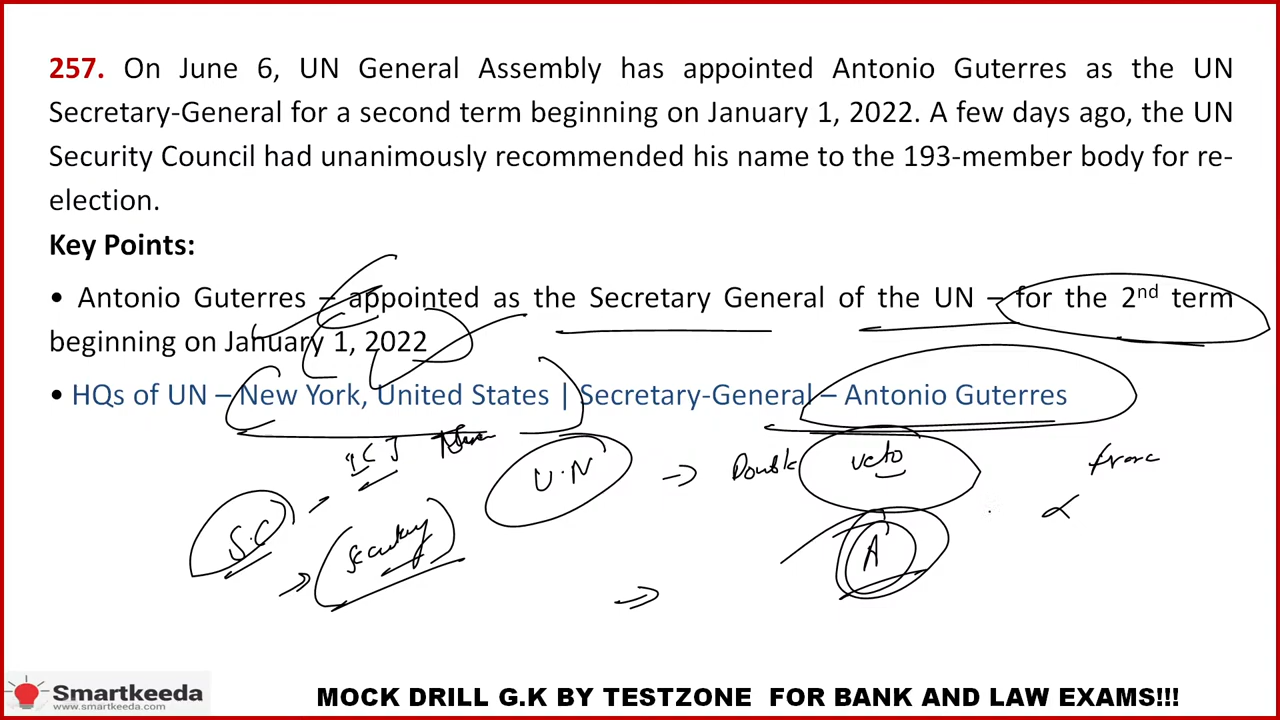 257. On June 6, UN General Assembly has appointed Antonio Guterres as the UN
Secretary-General for a second term beginning on January 1, 2022. A few days ago, the UN
Security Council had unanimously recommended his name to the 193-member body for re-
election.
Key Points:
• Antonio Guterres – appointed as the Secretary General of the UN – for the 2nd term
beginning on January 1, 2022
• HQs of UN – New York, United States | Secretary-General – Antonio Guterres
ICJ
U.N Double veto
S.C
A
Smartkeeda
www.smartkeeda.com
MOCK DRILL G.K BY TESTZONE FOR BANK AND LAW EXAMS!!!